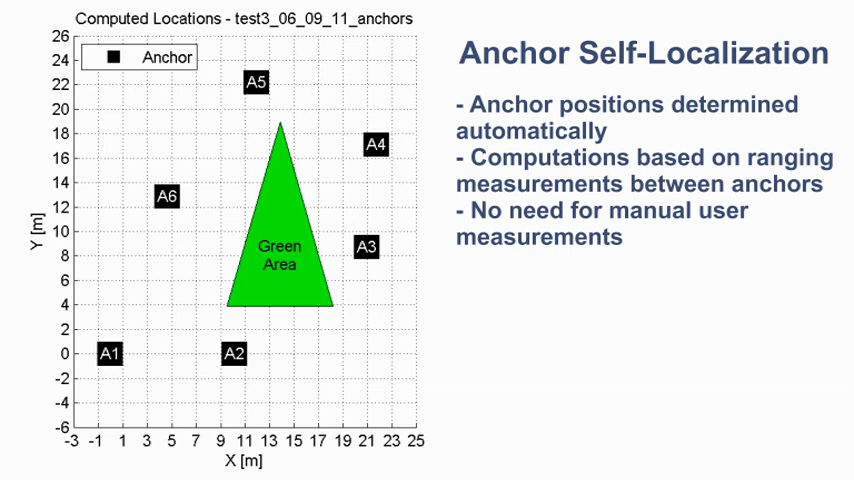 Computed Locations - test3_06_09_11_anchors
Anchor
26
24
22
20
18
16
14
12
10
8
6
4
2
0
-2
-4
-6
Y [m]
A5
A4
A6
A3
Green
Area
A1
A2
-3 -1 1 3 5 7 9 11 13 15 17 19 21 23 25
X [m]
Anchor Self-Localization
- Anchor positions determined
automatically
- Computations based on ranging
measurements between anchors
- No need for manual user
measurements